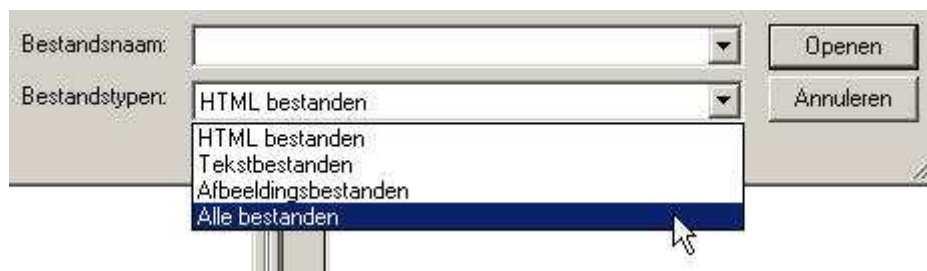 Bestandsnaam:
Openen
Bestandstypen: HTML bestanden
Annuleren
HTML bestanden
Tekstbestanden
Afbeeldingsbestanden
Alle bestanden